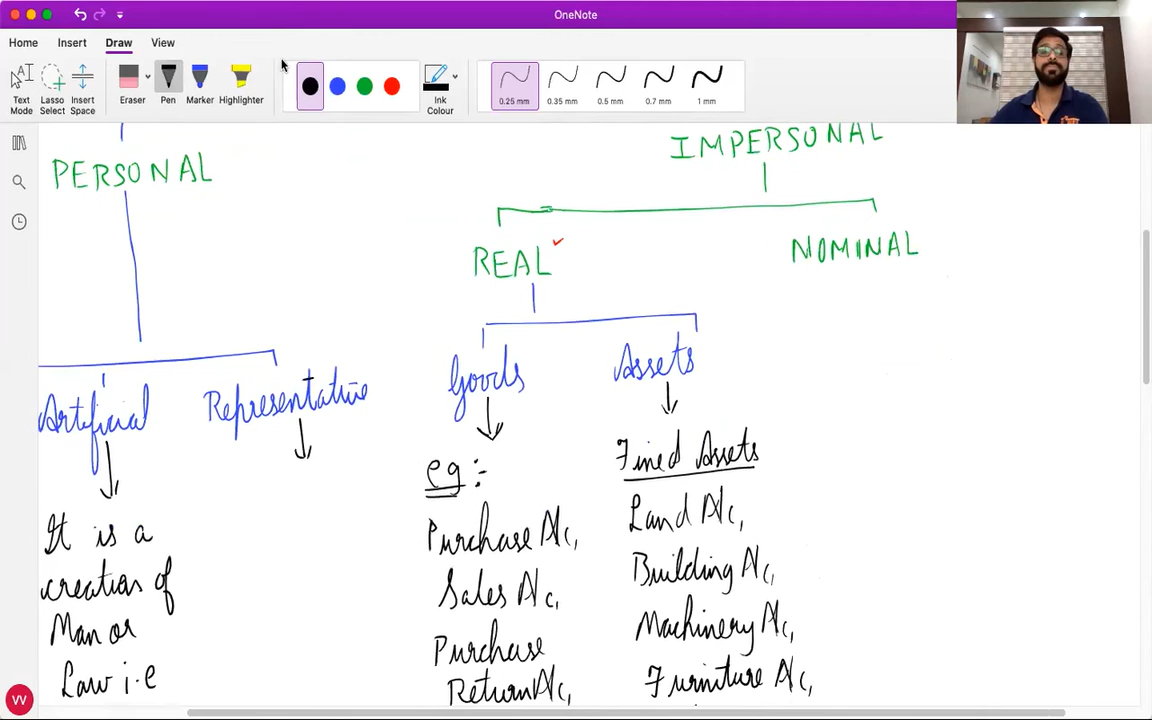 OneNote
Home Insert Draw View
Text Mode
Lasso Select
Insert Space
Eraser
Pen
Marker
Highlighter
Ink Colour
0.25 mm
0.35 mm
0.5 mm
0.7 mm
1 mm
IMPERSONAL
PERSONAL
REAL
NOMINAL
Artificial
Representative
Goods
Assets
It is a
creation of
Man or
Law i.e
eg:-
Purchase A/c,
Sales A/c,
Purchase
Return A/c,
Fixed Assets
Land A/c,
Building A/c,
Machinery A/c,
Furniture A/c,
VV